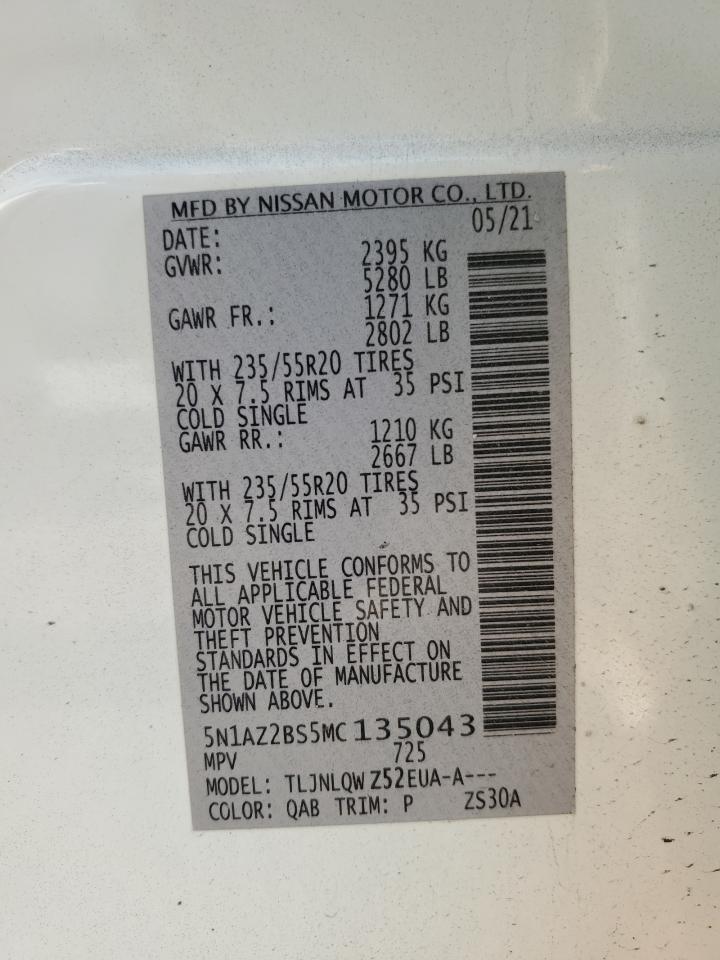 MFD BY NISSAN MOTOR CO., LTD.
DATE: 05/21
GVWR: 2395 KG
5280 LB
GAWR FR.: 1271 KG
2802 LB
WITH 235/55R20 TIRES
20 X 7.5 RIMS AT 35 PSI
COLD SINGLE
GAWR RR.: 1210 KG
2667 LB
WITH 235/55R20 TIRES
20 X 7.5 RIMS AT 35 PSI
COLD SINGLE
THIS VEHICLE CONFORMS TO
ALL APPLICABLE FEDERAL
MOTOR VEHICLE SAFETY AND
THEFT PREVENTION
STANDARDS IN EFFECT ON
THE DATE OF MANUFACTURE
SHOWN ABOVE.
5N1AZ2BS5MC135043
MPV 725
MODEL: TLJNLQWZ52EUA-A---
COLOR: QAB TRIM: P ZS30A